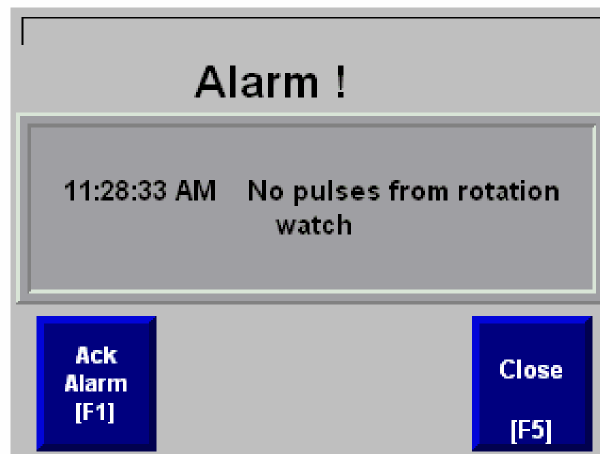 Alarm !
11:28:33 AM No pulses from rotation
watch
Ack
Alarm
[F1]
Close
[F5]